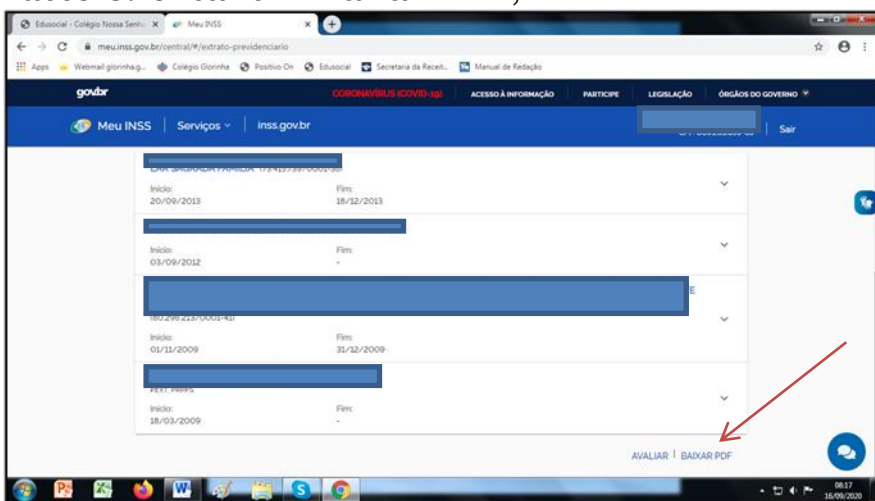 Edusocial - Colégio Nossa Senh
Meu INSS
meu.inss.gov.br/central/#/extrato-previdenciario
Apps
Webmail glorinha.g...
Colégio Glorinha
Positivo On
Edusocial
Secretaria da Receit...
Manual de Redação
govbr
CORONAVÍRUS (COVID-19)
ACESSO À INFORMAÇÃO
PARTICIPE
LEGISLAÇÃO
ÓRGÃOS DO GOVERNO
Meu INSS
Serviços
inss.gov.br
Sair
Início:
Fim:
20/09/2013
18/12/2013
Início:
Fim:
03/09/2012
-
Início:
Fim:
01/11/2009
31/12/2009
Início:
Fim:
18/03/2009
-
AVALIAR | BAIXAR PDF
08:17
16/09/2020